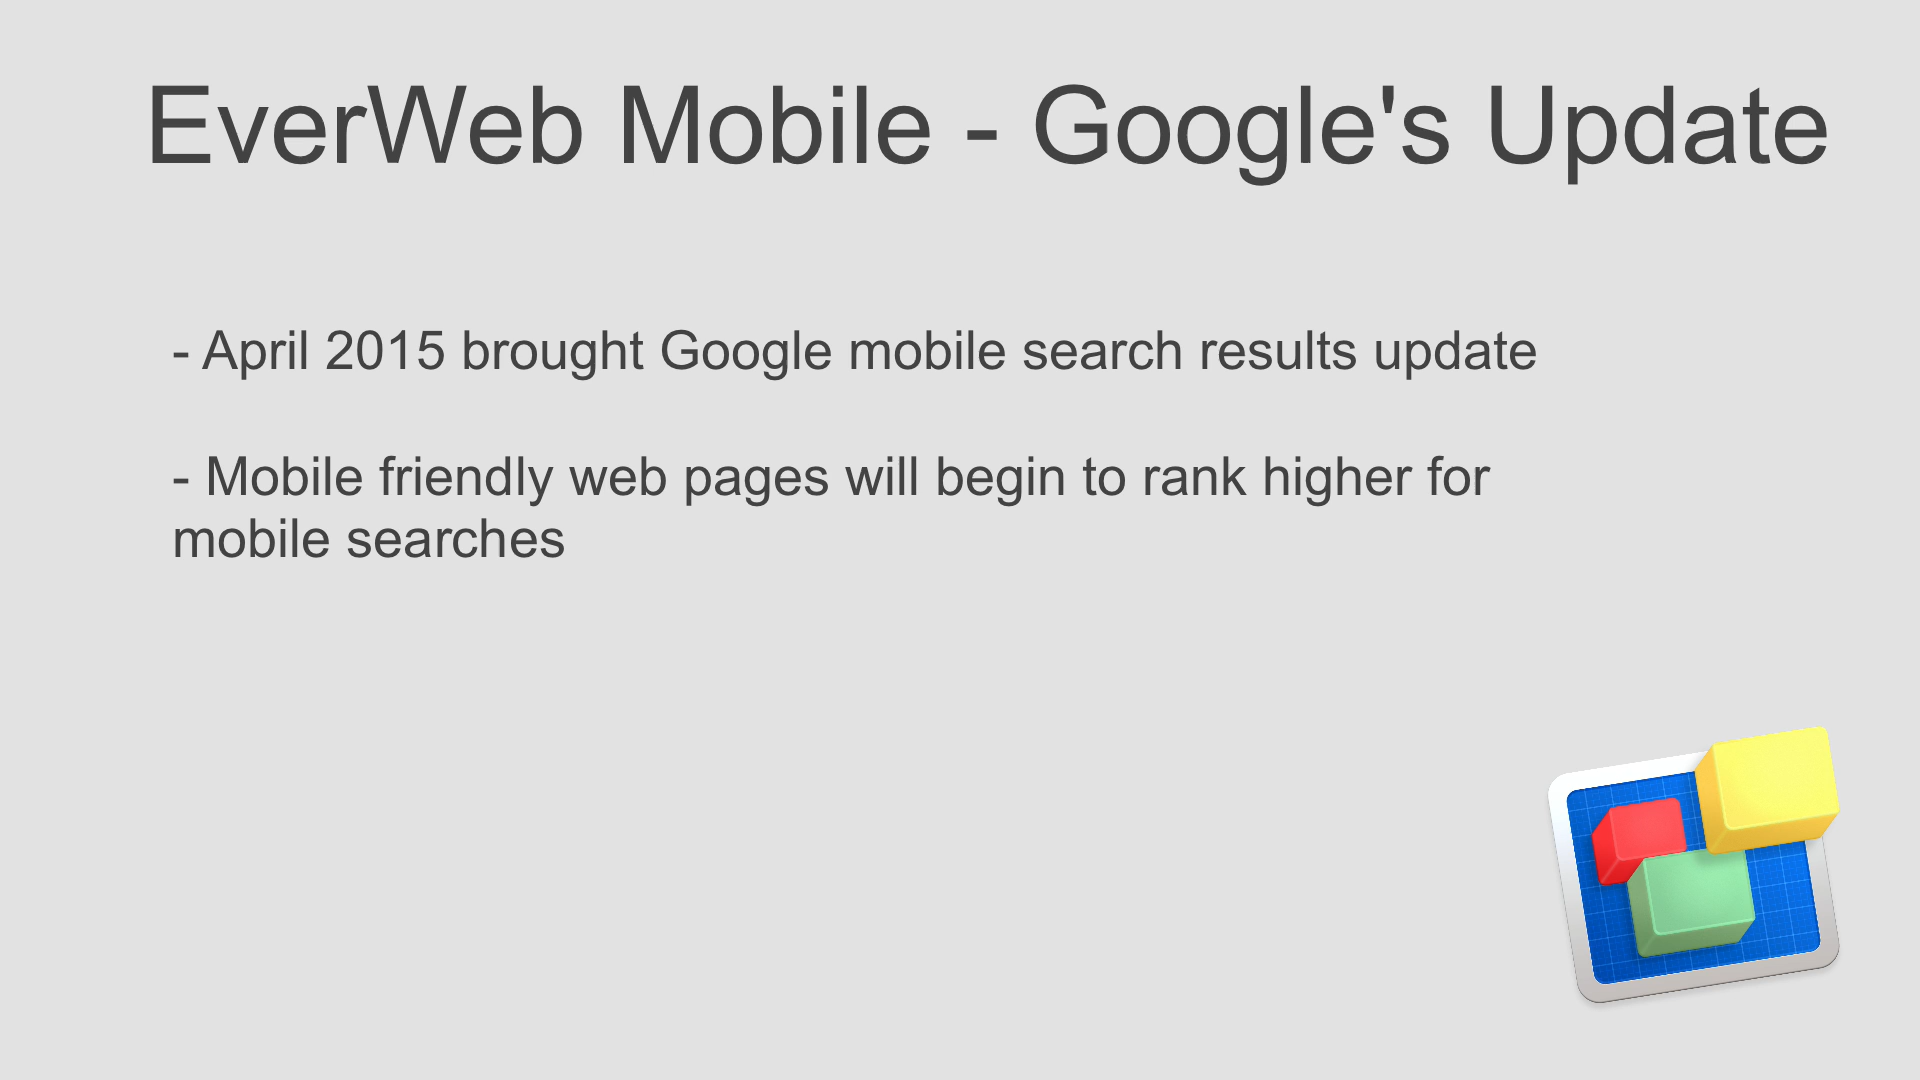 EverWeb Mobile - Google's Update
- April 2015 brought Google mobile search results update
- Mobile friendly web pages will begin to rank higher for
mobile searches